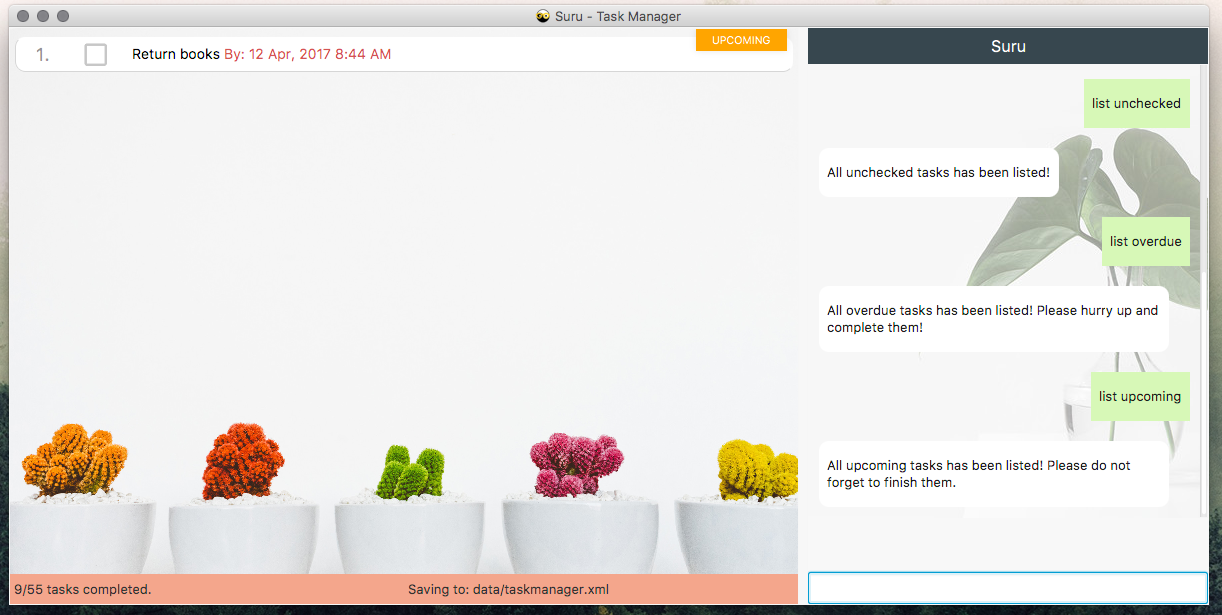 Suru - Task Manager
1. Return books By: 12 Apr, 2017 8:44 AM
UPCOMING
9/55 tasks completed.
Saving to: data/taskmanager.xml
Suru
list unchecked
All unchecked tasks has been listed!
list overdue
All overdue tasks has been listed! Please hurry up and
complete them!
list upcoming
All upcoming tasks has been listed! Please do not
forget to finish them.